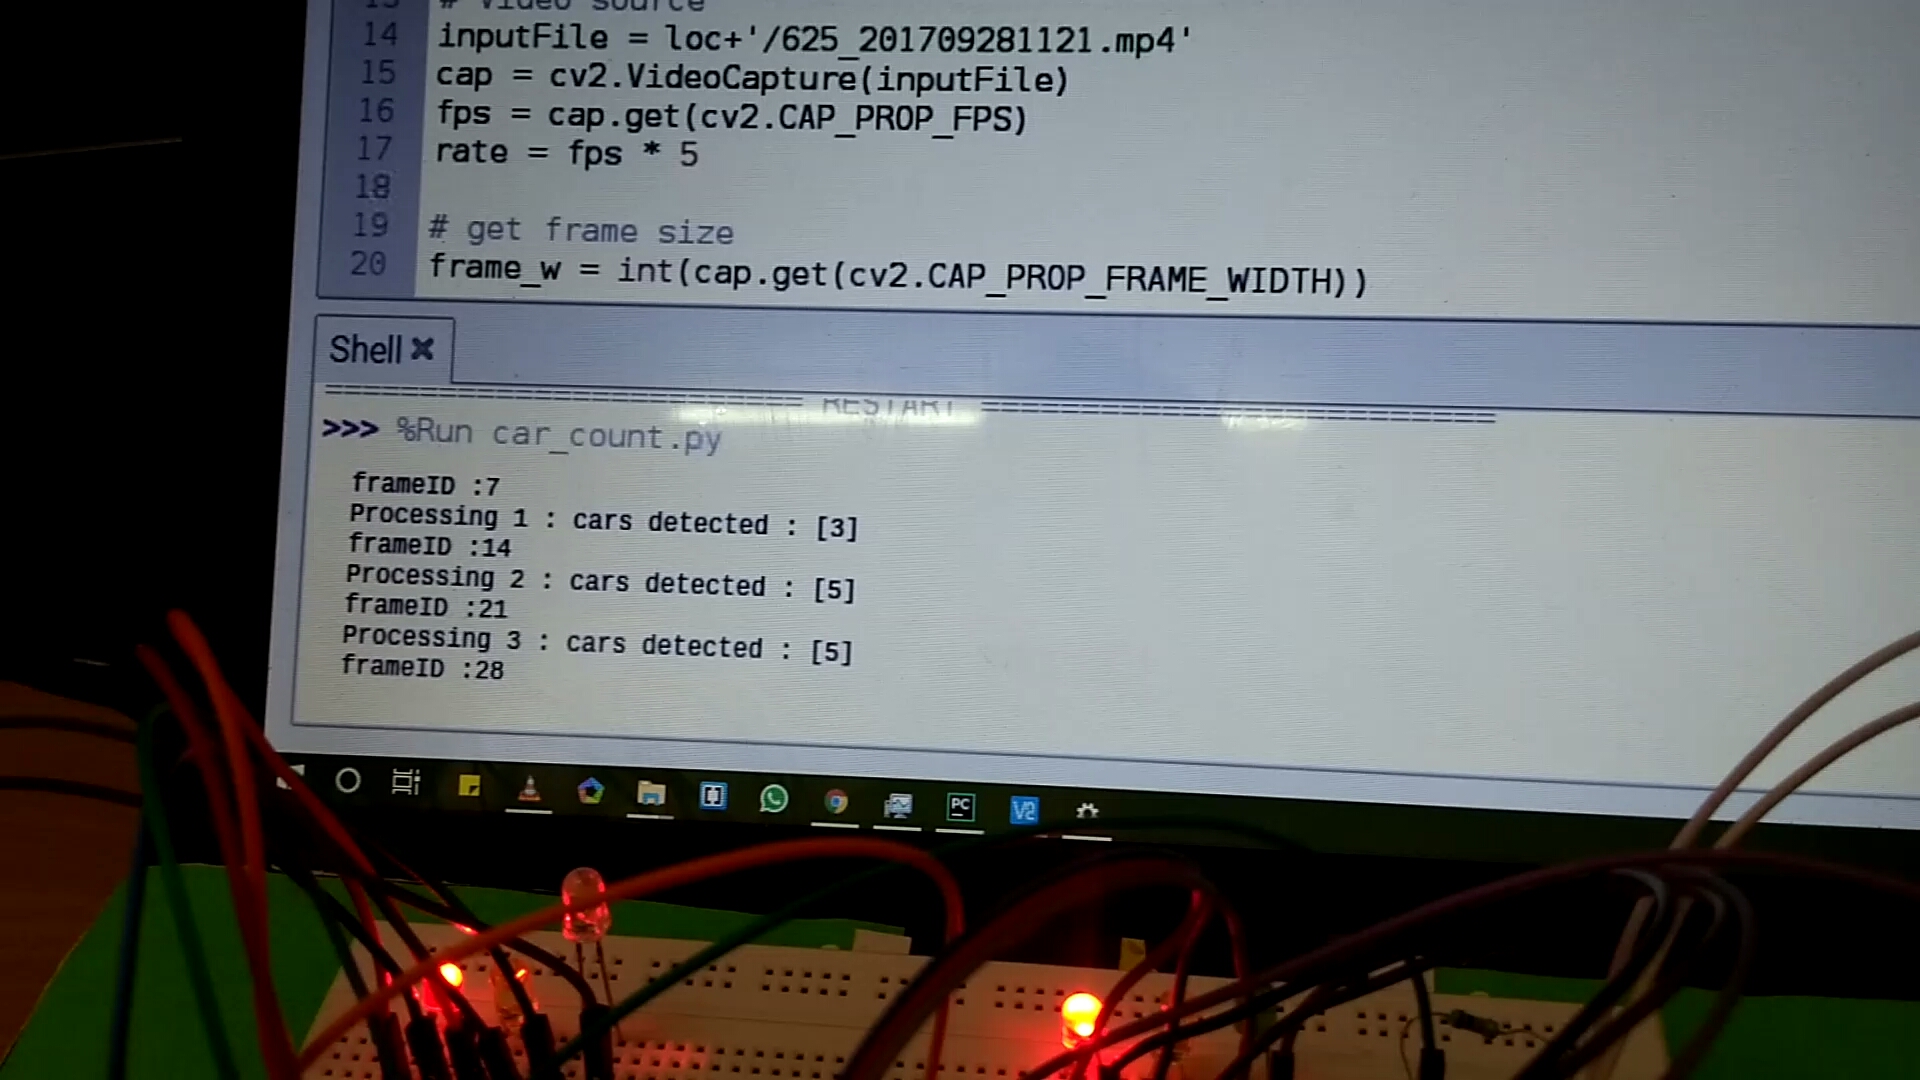 13 # Video source
14 inputFile = loc+'/625_201709281121.mp4'
15 cap = cv2.VideoCapture(inputFile)
16 fps = cap.get(cv2.CAP_PROP_FPS)
17 rate = fps * 5
18
19 # get frame size
20 frame_w = int(cap.get(cv2.CAP_PROP_FRAME_WIDTH))
Shell ✖
RESTART
>>> %Run car_count.py
frameID :7
Processing 1 : cars detected : [3]
frameID :14
Processing 2 : cars detected : [5]
frameID :21
Processing 3 : cars detected : [5]
frameID :28
PC
V2